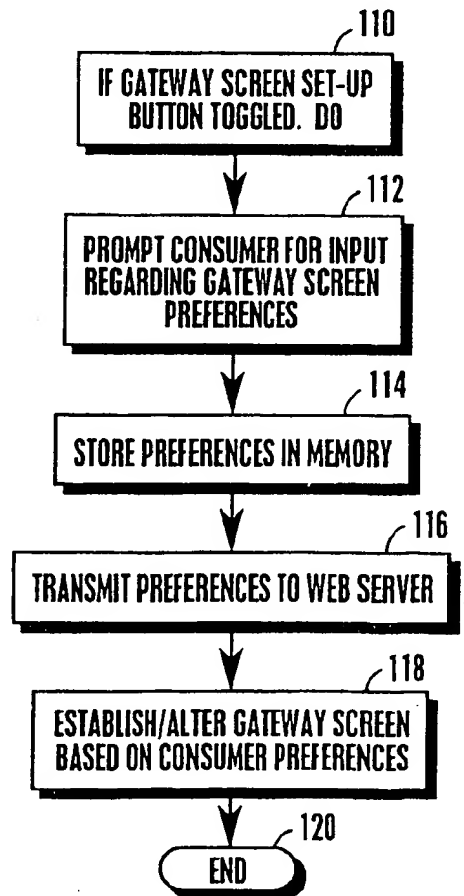 110
IF GATEWAY SCREEN SET-UP
BUTTON TOGGLED. DO
112
PROMPT CONSUMER FOR INPUT
REGARDING GATEWAY SCREEN
PREFERENCES
114
STORE PREFERENCES IN MEMORY
116
TRANSMIT PREFERENCES TO WEB SERVER
118
ESTABLISH/ALTER GATEWAY SCREEN
BASED ON CONSUMER PREFERENCES
120
END